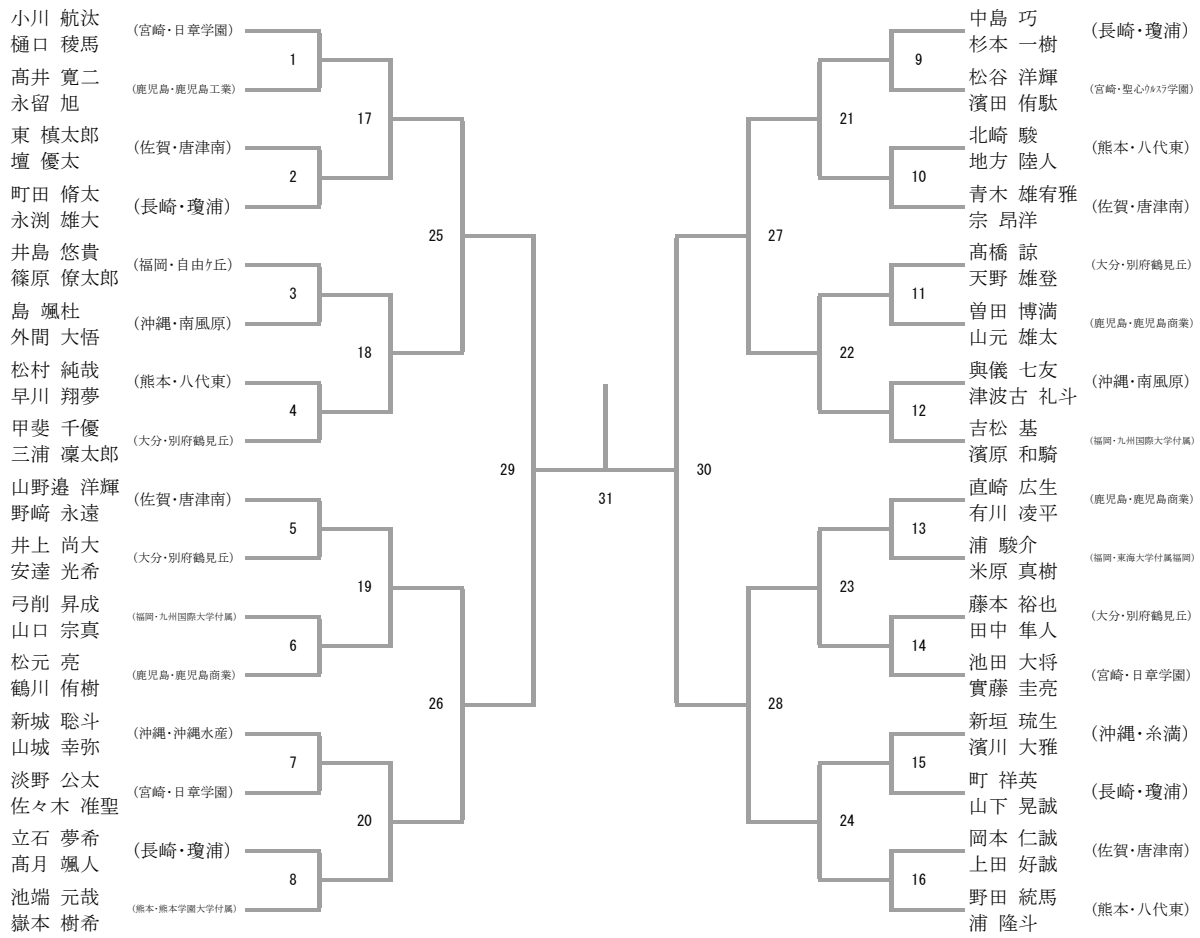 小川 航汰
樋口 稜馬
(宮崎・日章学園)
1
髙井 寛二
永留 旭
(鹿児島・鹿児島工業)
17
東 槙太郎
壇 優太
(佐賀・唐津南)
2
町田 脩太
永渕 雄大
(長崎・瓊浦)
25
井島 悠貴
篠原 僚太郎
(福岡・自由ケ丘)
3
島 颯杜
外間 大悟
(沖縄・南風原)
18
松村 純哉
早川 翔夢
(熊本・八代東)
4
甲斐 千優
三浦 凜太郎
(大分・別府鶴見丘)
29
山野邉 洋輝
野﨑 永遠
(佐賀・唐津南)
5
井上 尚大
安達 光希
(大分・別府鶴見丘)
19
弓削 昇成
山口 宗真
(福岡・九州国際大学付属)
6
松元 亮
鶴川 侑樹
(鹿児島・鹿児島商業)
26
新城 聡斗
山城 幸弥
(沖縄・沖縄水産)
7
淡野 公太
佐々木 准聖
(宮崎・日章学園)
20
立石 夢希
髙月 颯人
(長崎・瓊浦)
8
池端 元哉
嶽本 樹希
(熊本・熊本学園大学付属)
31
中島 巧
杉本 一樹
(長崎・瓊浦)
9
松谷 洋輝
濱田 侑駄
(宮崎・聖心ウルスラ学園)
21
北崎 駿
地方 陸人
(熊本・八代東)
10
青木 雄宥雅
宗 昂洋
(佐賀・唐津南)
27
髙橋 諒
天野 雄登
(大分・別府鶴見丘)
11
曽田 博満
山元 雄太
(鹿児島・鹿児島商業)
22
與儀 七友
津波古 礼斗
(沖縄・南風原)
12
吉松 基
濱原 和騎
(福岡・九州国際大学付属)
30
直崎 広生
有川 凌平
(鹿児島・鹿児島商業)
13
浦 駿介
米原 真樹
(福岡・東海大学付属福岡)
23
藤本 裕也
田中 隼人
(大分・別府鶴見丘)
14
池田 大将
實藤 圭亮
(宮崎・日章学園)
28
新垣 琉生
濱川 大雅
(沖縄・糸満)
15
町 祥英
山下 晃誠
(長崎・瓊浦)
24
岡本 仁誠
上田 好誠
(佐賀・唐津南)
16
野田 統馬
浦 隆斗
(熊本・八代東)